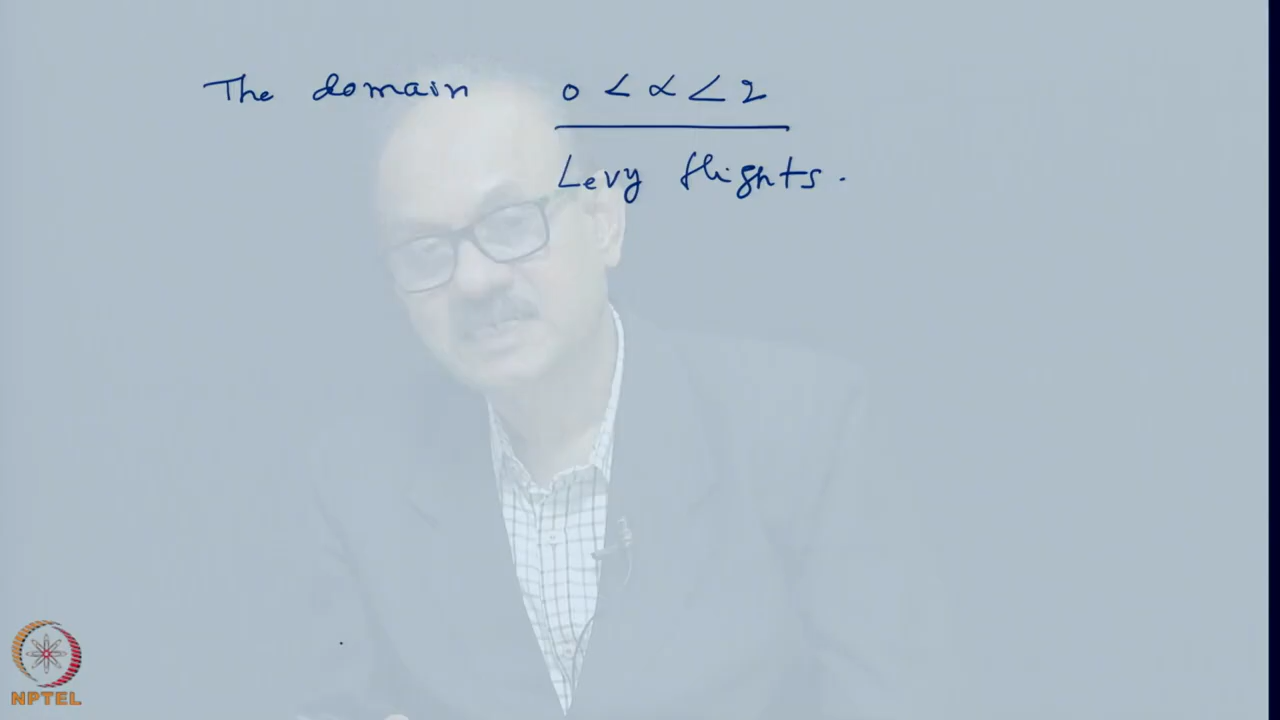 The domain 0 < α < 2
Levy flights.
NPTEL